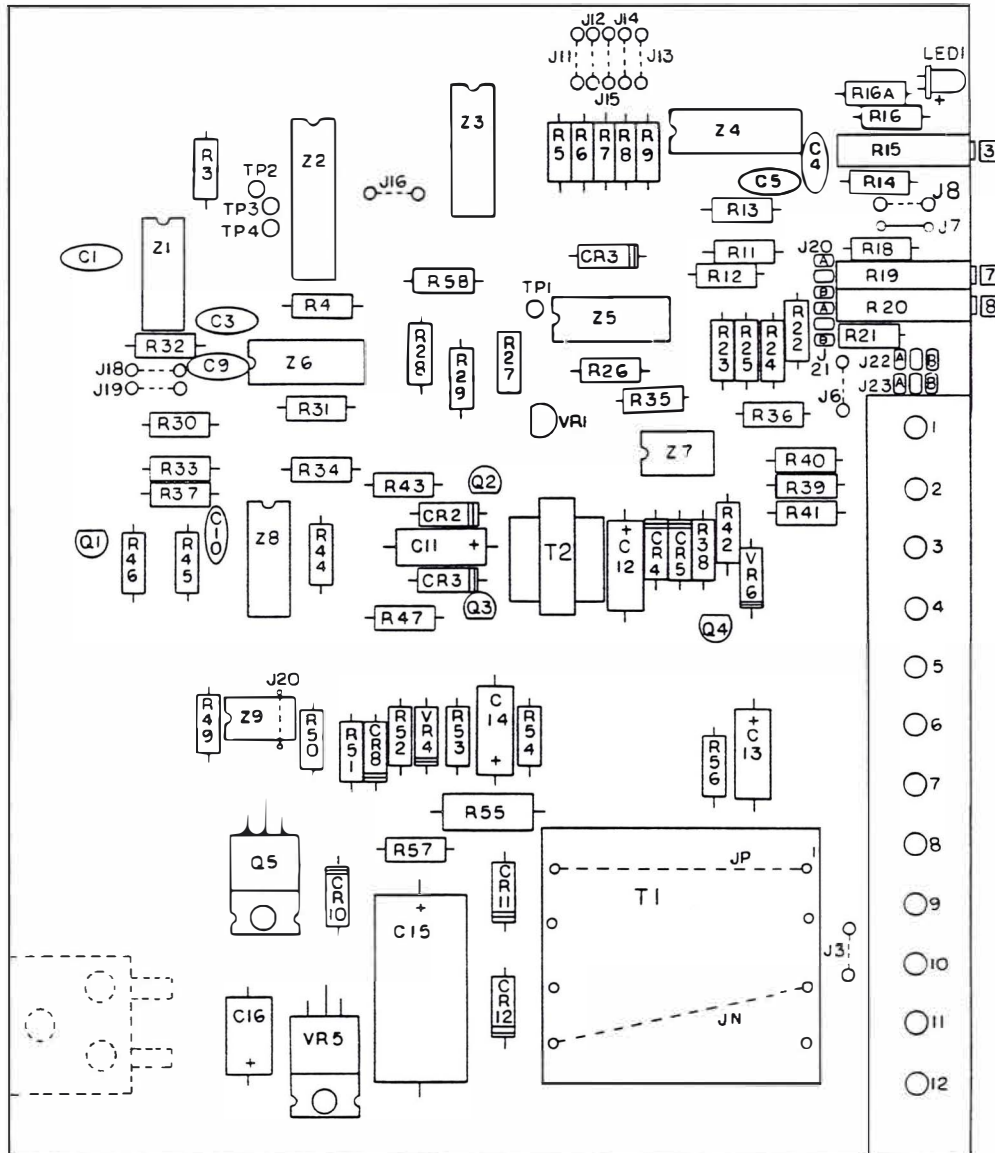 J12 J14
J11 J13
J15
LED1
+
R16A
R16
Z3
Z4
C4
R15
3
R3
Z2
R5
R6
R7
R8
R9
TP2
TP3
TP4
J16
C5
R14
J8
J7
R13
Z1
C1
CR3
R11
R12
J20
A
B
A
B
R18
R19
7
R20
8
R21
R58
TP1
Z5
R4
C3
R32
R28
R29
R27
R23
R25
R24
R22
J18
J19
C9
Z6
R26
J21
J22
A
B
J23
A
B
J6
R31
R35
R36
R30
VR1
Z7
1
R33
R37
R34
R43
Q2
R40
R39
R41
2
Q1
R46
R45
C10
Z8
R44
CR2
C11
+
CR3
Q3
R47
T2
+
C12
CR4
CR5
R38
R42
VR6
Q4
3
4
5
J20
R49
Z9
R50
R51
CR8
R52
VR4
R53
C14
+
R54
R56
+
C13
6
7
R55
Q5
R57
CR10
CR11
JP
1
T1
8
9
+
C15
J3
10
C16
+
VR5
CR12
JN
11
12